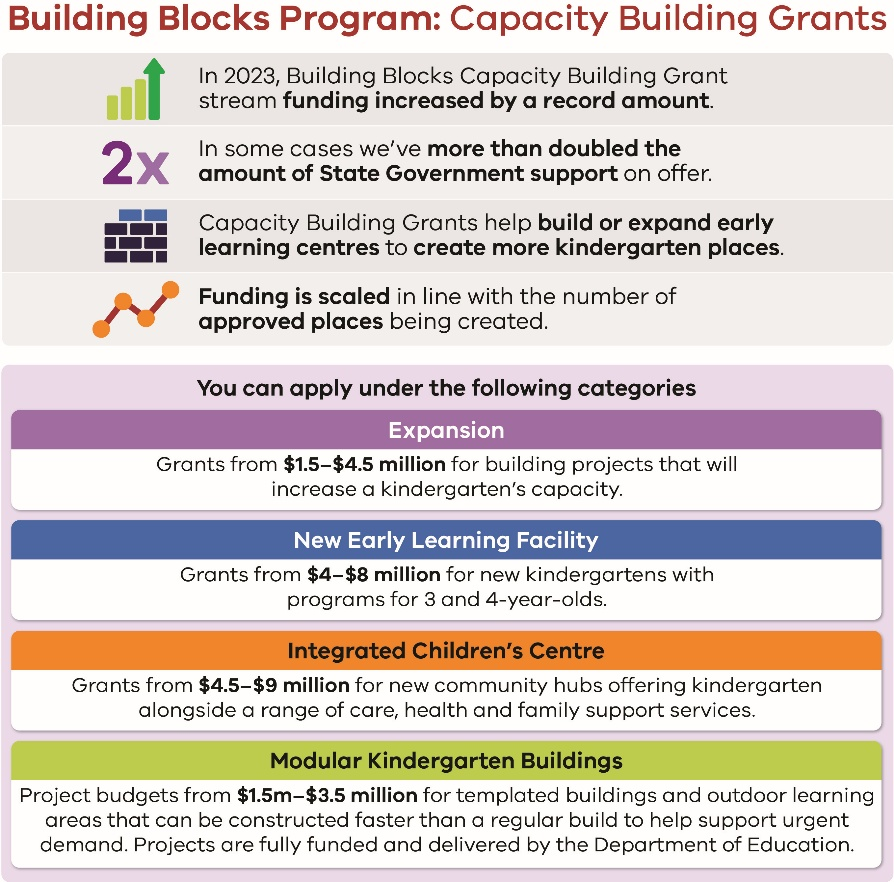 Building Blocks Program: Capacity Building Grants
In 2023, Building Blocks Capacity Building Grant
stream funding increased by a record amount.
2x
In some cases we've more than doubled the
amount of State Government support on offer.
Capacity Building Grants help build or expand early
learning centres to create more kindergarten places.
Funding is scaled in line with the number of
approved places being created.
You can apply under the following categories
Expansion
Grants from $1.5–$4.5 million for building projects that will
increase a kindergarten's capacity.
New Early Learning Facility
Grants from $4–$8 million for new kindergartens with
programs for 3 and 4-year-olds.
Integrated Children's Centre
Grants from $4.5–$9 million for new community hubs offering kindergarten
alongside a range of care, health and family support services.
Modular Kindergarten Buildings
Project budgets from $1.5m–$3.5 million for templated buildings and outdoor learning
areas that can be constructed faster than a regular build to help support urgent
demand. Projects are fully funded and delivered by the Department of Education.